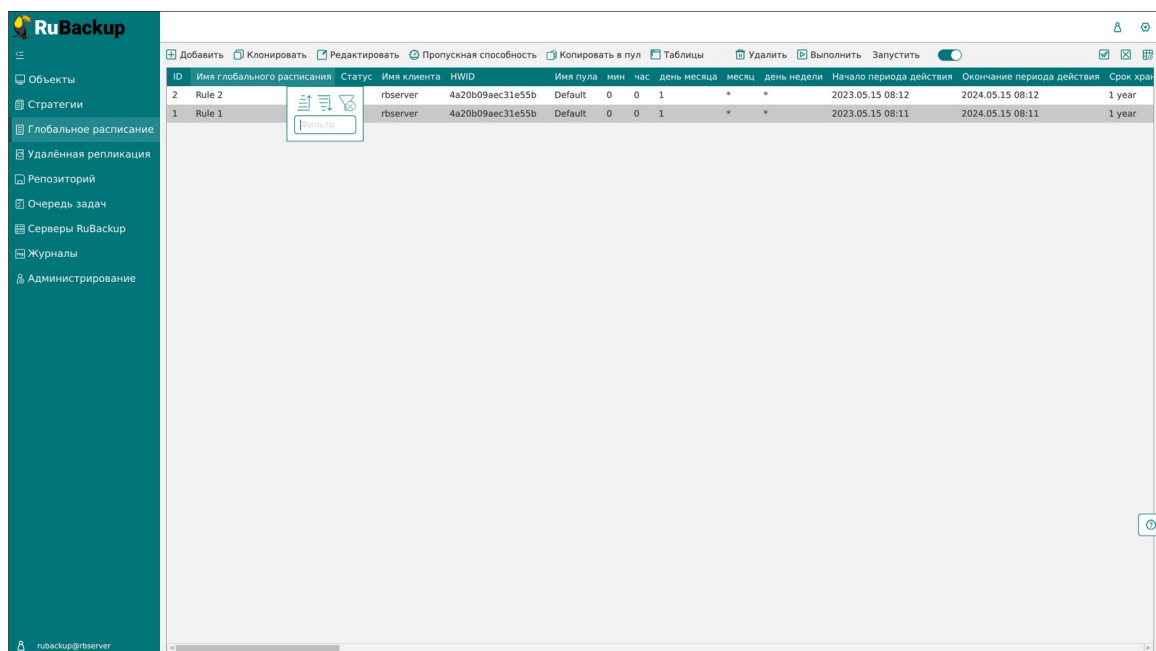 RuBackup
Добавить Клонировать Редактировать Пропускная способность Копировать в пул Таблицы Удалить Выполнить Запустить
Объекты
Стратегии
Глобальное расписание
Удалённая репликация
Репозиторий
Очередь задач
Серверы RuBackup
Журналы
Администрирование
ID Имя глобального расписания Статус Имя клиента HWID Имя пула мин час день месяца месяц день недели Начало периода действия Окончание периода действия Срок хран
2 Rule 2 rbserver 4a20b09aec31e55b Default 0 0 1 * * 2023.05.15 08:12 2024.05.15 08:12 1 year
1 Rule 1 rbserver 4a20b09aec31e55b Default 0 0 1 * * 2023.05.15 08:11 2024.05.15 08:11 1 year
Фильтр
rubackup@rbserver